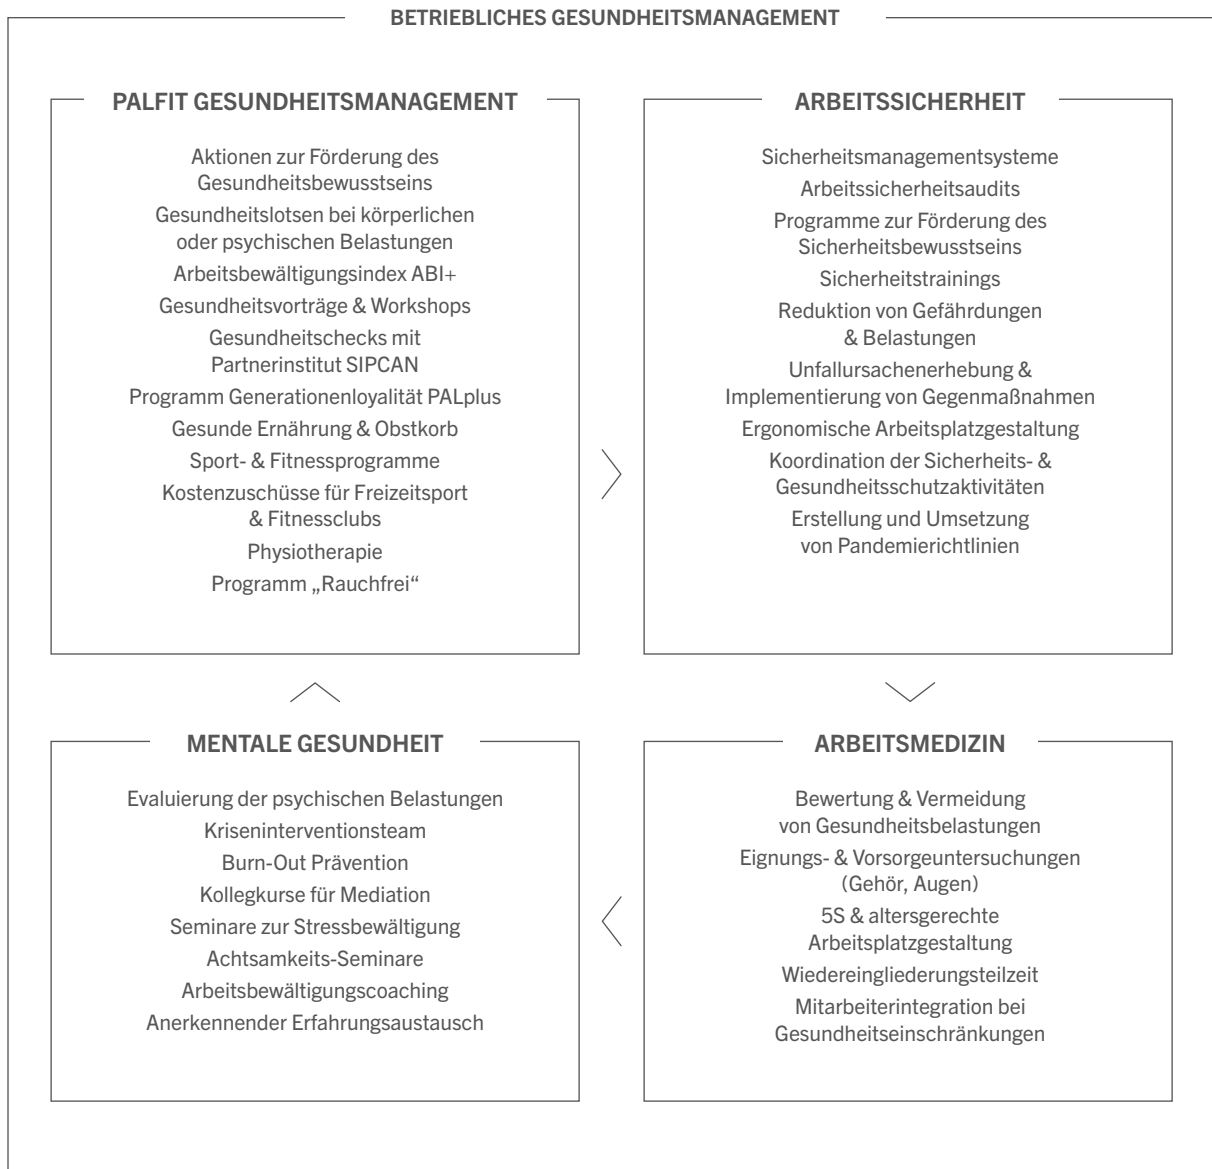 BETRIEBLICHES GESUNDHEITSMANAGEMENT
PALFIT GESUNDHEITSMANAGEMENT
Aktionen zur Förderung des
Gesundheitsbewusstseins
Gesundheitslotsen bei körperlichen
oder psychischen Belastungen
Arbeitsbewältigungsindex ABI+
Gesundheitsvorträge & Workshops
Gesundheitschecks mit
Partnerinstitut SIPCAN
Programm Generationenloyalität PALplus
Gesunde Ernährung & Obstkorb
Sport- & Fitnessprogramme
Kostenzuschüsse für Freizeitsport
& Fitnessclubs
Physiotherapie
Programm „Rauchfrei“
ARBEITSSICHERHEIT
Sicherheitsmanagementsysteme
Arbeitssicherheitsaudits
Programme zur Förderung des
Sicherheitsbewusstseins
Sicherheitstrainings
Reduktion von Gefährdungen
& Belastungen
Unfallursachenerhebung &
Implementierung von Gegenmaßnahmen
Ergonomische Arbeitsplatzgestaltung
Koordination der Sicherheits- &
Gesundheitsschutzaktivitäten
Erstellung und Umsetzung
von Pandemierichtlinien
MENTALE GESUNDHEIT
Evaluierung der psychischen Belastungen
Kriseninterventionsteam
Burn-Out Prävention
Kollegkurse für Mediation
Seminare zur Stressbewältigung
Achtsamkeits-Seminare
Arbeitsbewältigungscoaching
Anerkennender Erfahrungsaustausch
ARBEITSMEDIZIN
Bewertung & Vermeidung
von Gesundheitsbelastungen
Eignungs- & Vorsorgeuntersuchungen
(Gehör, Augen)
5S & altersgerechte
Arbeitsplatzgestaltung
Wiedereingliederungsteilzeit
Mitarbeiterintegration bei
Gesundheitseinschränkungen